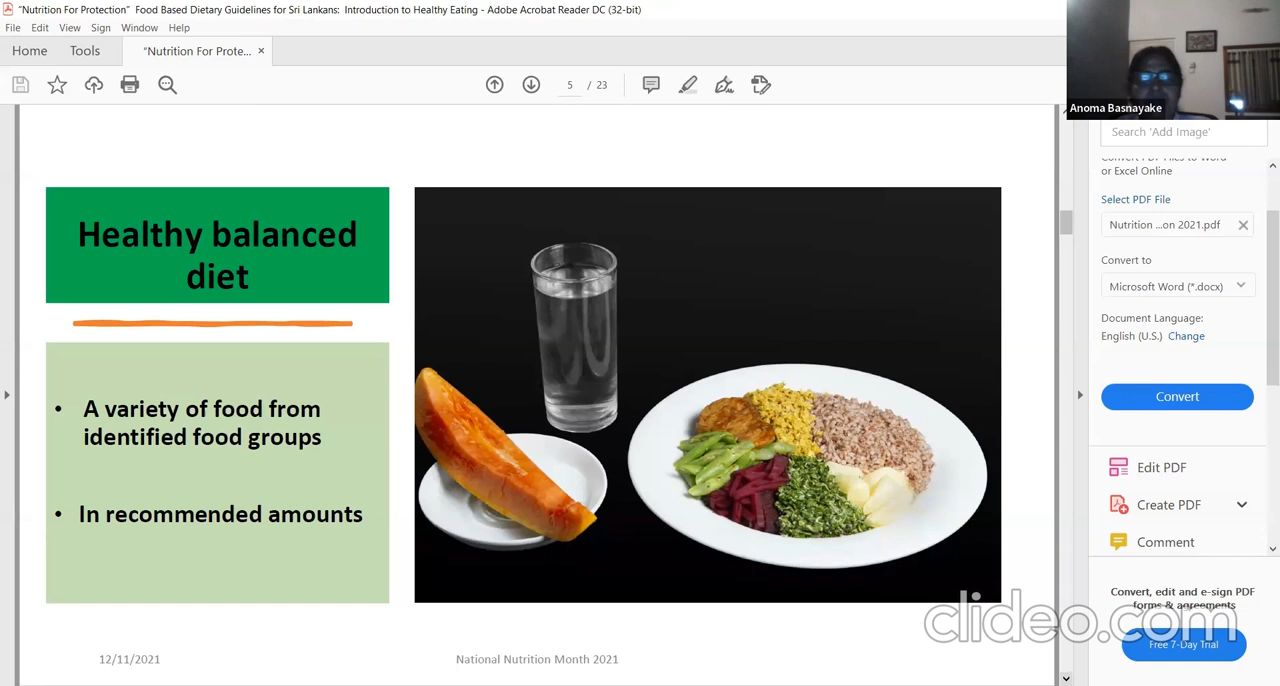 "Nutrition For Protection" Food Based Dietary Guidelines for Sri Lankans: Introduction to Healthy Eating - Adobe Acrobat Reader DC (32-bit)
File Edit View Sign Window Help
Home Tools "Nutrition For Prote... ×
5 / 23
Anoma Basnayake
Search 'Add Image'
Convert PDF Files to Word
or Excel Online
Select PDF File
Nutrition ...on 2021.pdf
Convert to
Microsoft Word (*.docx)
Document Language:
English (U.S.) Change
Convert
Edit PDF
Create PDF
Comment
Convert, edit and e-sign PDF
forms & agreements
Free 7-Day Trial
Healthy balanced
diet
• A variety of food from
identified food groups
• In recommended amounts
12/11/2021 National Nutrition Month 2021
clideo.com